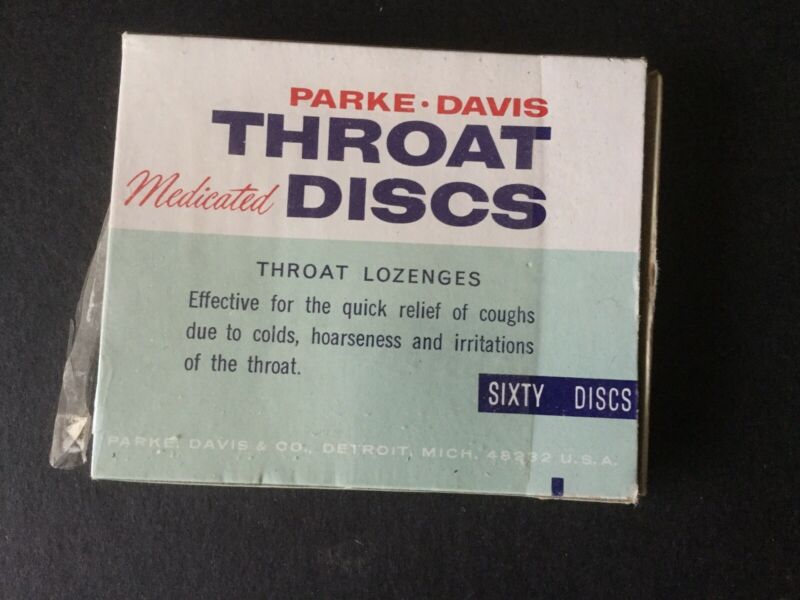 PARKE·DAVIS
THROAT
Medicated DISCS
THROAT LOZENGES
Effective for the quick relief of coughs
due to colds, hoarseness and irritations
of the throat.
SIXTY DISCS
PARKE, DAVIS & CO., DETROIT, MICH. 48232 U.S.A.